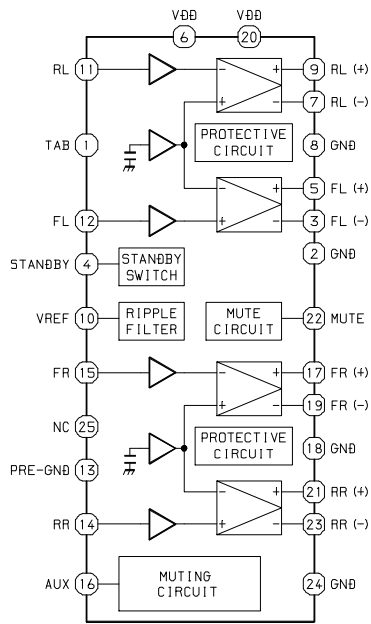 VDD VDD
6 20
RL 11 − + 9 RL (+)
+ − 7 RL (−)
TAB 1 PROTECTIVE CIRCUIT 8 GND
− + 5 FL (+)
FL 12 + − 3 FL (−)
2 GND
STANDBY 4 STANDBY SWITCH
VREF 10 RIPPLE FILTER MUTE CIRCUIT 22 MUTE
FR 15 − + 17 FR (+)
+ − 19 FR (−)
NC 25
PROTECTIVE CIRCUIT 18 GND
PRE-GND 13
− + 21 RR (+)
RR 14 + − 23 RR (−)
AUX 16 MUTING CIRCUIT 24 GND